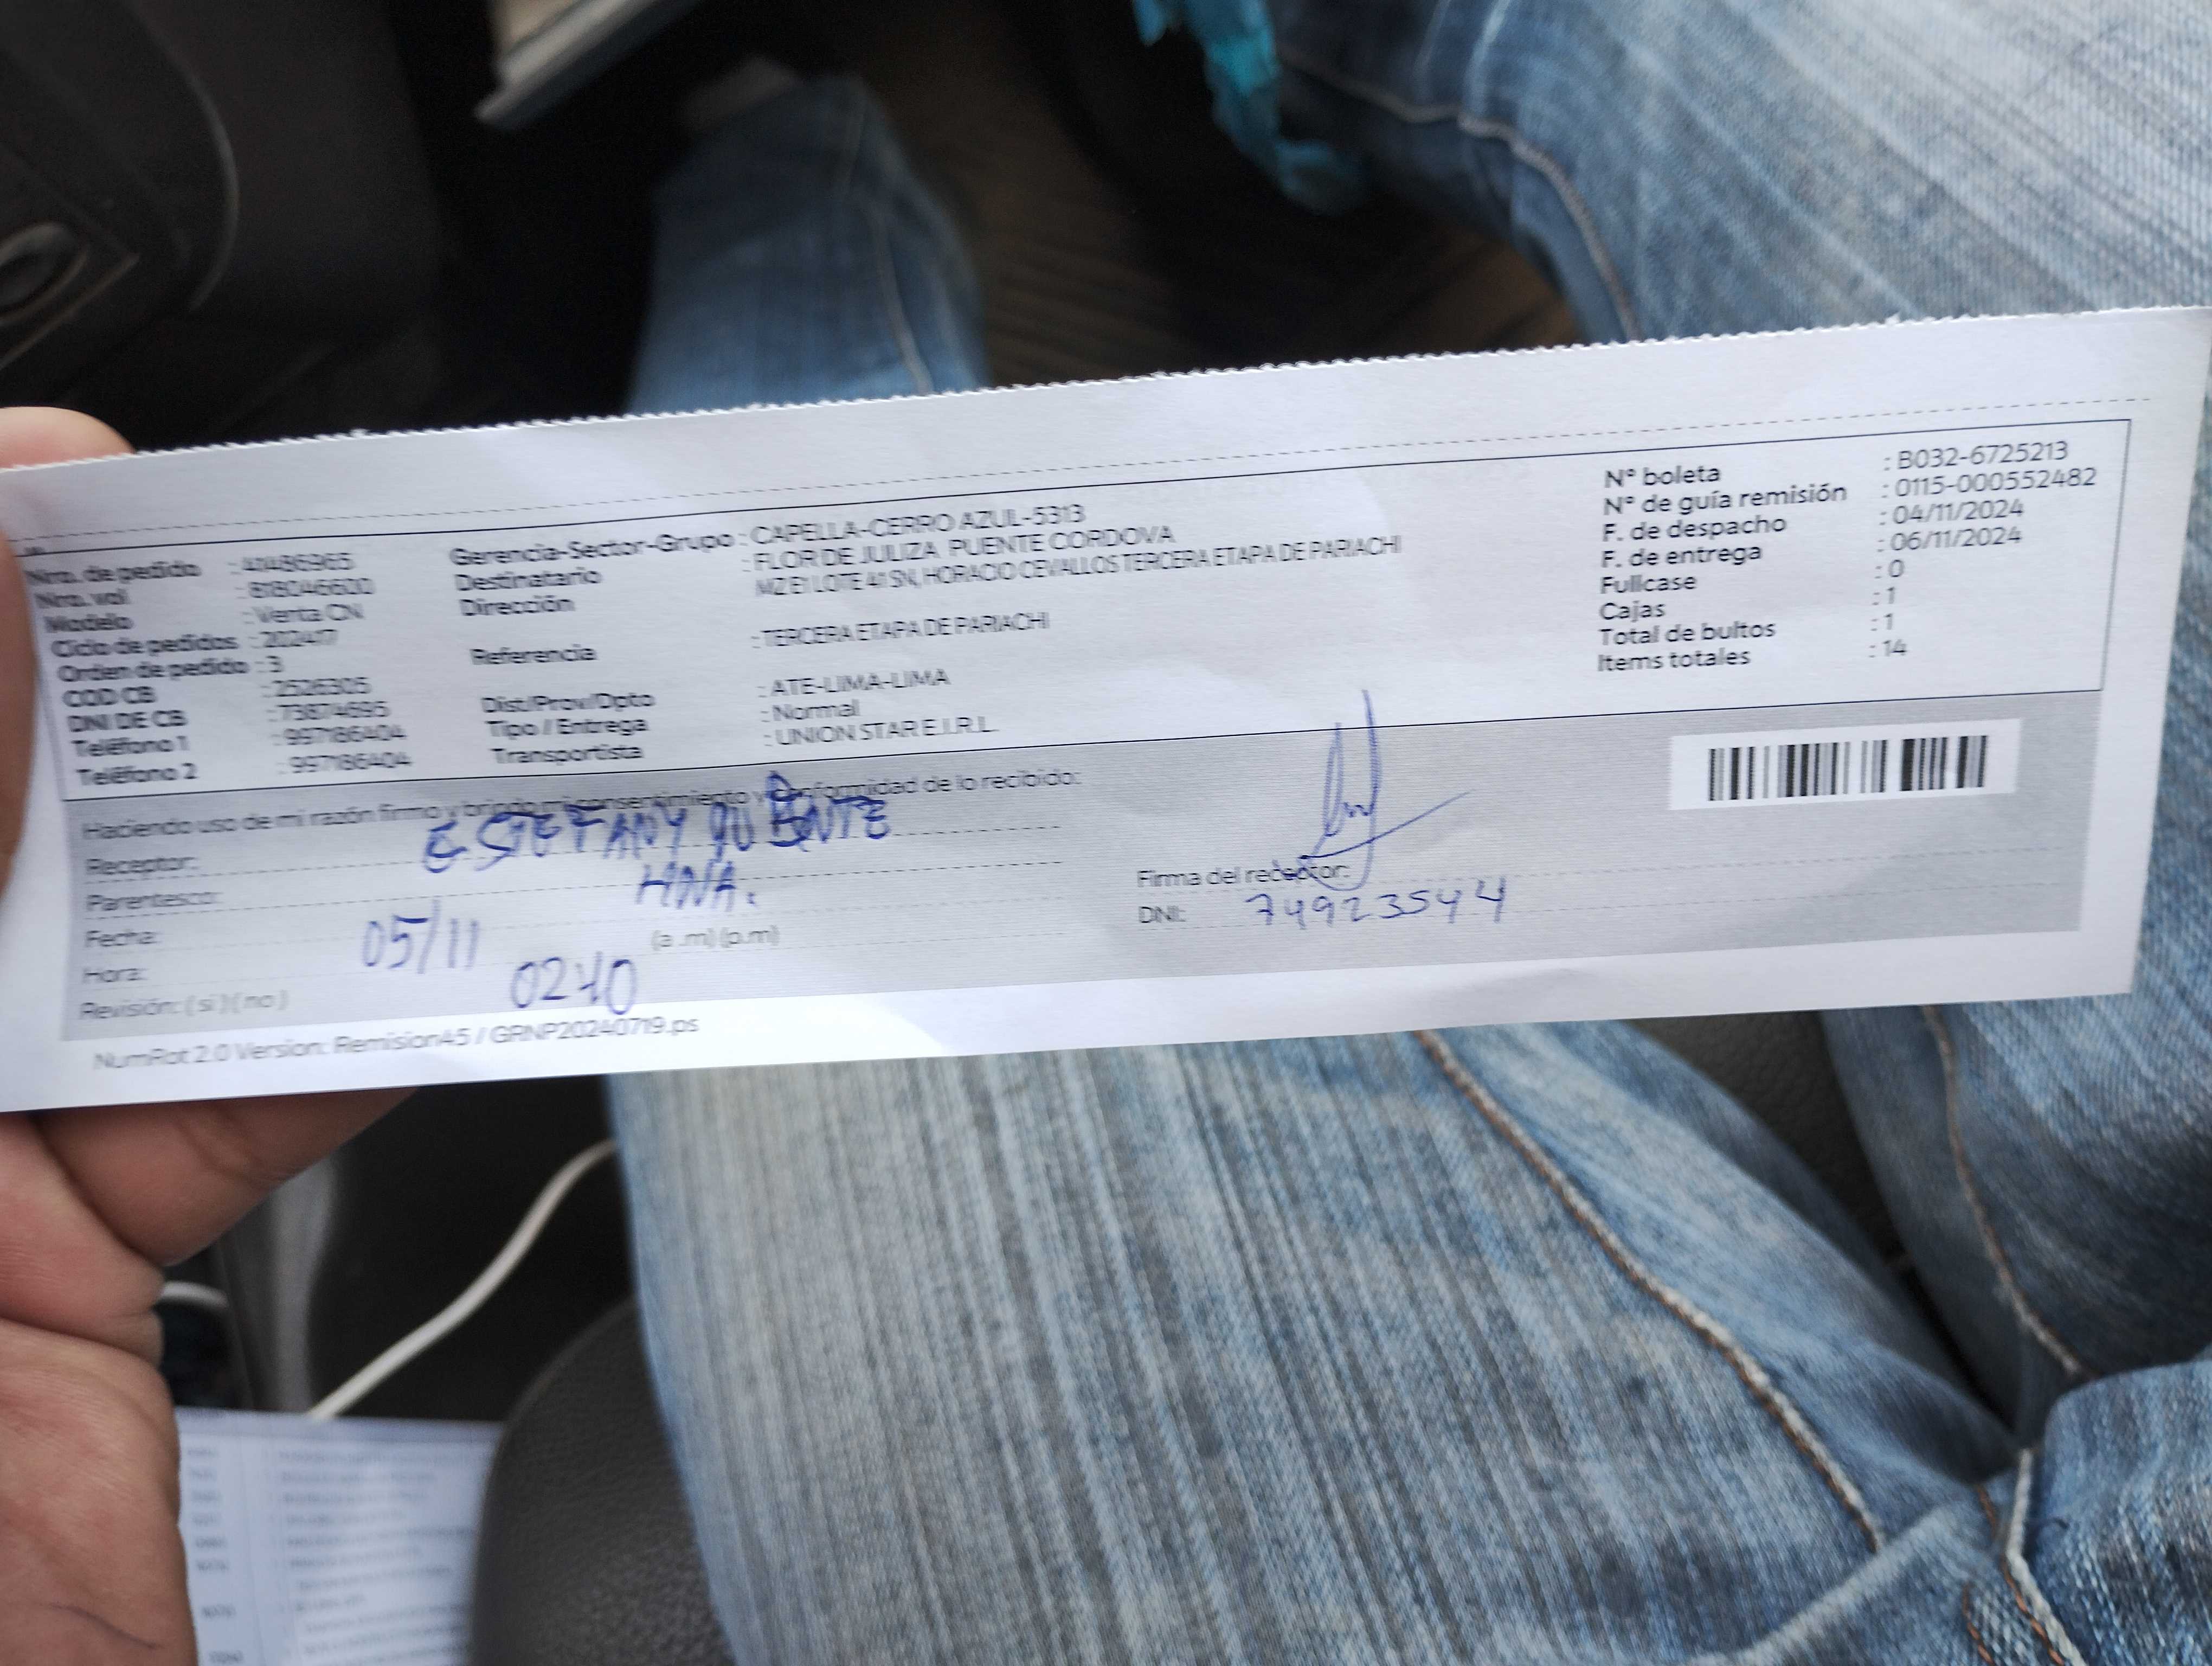 Nro. de pedido : 41486965
Nro. vol : 818046600
Modelo : Venta CN
Ciclo de pedidos : 202417
Orden de pedido : 3
COD CB : 2526305
DNI DE CB : 73874695
Teléfono 1 : 997186404
Teléfono 2 : 997186404
Gerencia-Sector-Grupo : CAPELLA-CERRO AZUL-5313
Destinatario : FLOR DE JULIZA PUENTE CORDOVA
Dirección MZ E1 LOTE 41 SN, HORACIO CEVALLOS TERCERA ETAPA DE PARIACHI
Referencia : TERCERA ETAPA DE PARIACHI
Dist/Prov/Dpto : ATE-LIMA-LIMA
Tipo / Entrega : Normal
Transportista : UNION STAR E.I.R.L.
N° boleta : B032-6725213
N° de guía remisión : 0115-000552482
F. de despacho : 04/11/2024
F. de entrega : 06/11/2024
Fullcase : 0
Cajas : 1
Total de bultos : 1
Items totales : 14
Haciendo uso de mi razón firmo y brindo mi consentimiento y conformidad de lo recibido:
Receptor: ESTEFANY PUENTE
Parentesco: HNA.
Fecha: 05/11
Hora: 0240 (a.m) (p.m)
Revisión: ( si ) ( no )
Firma del receptor:
DNI: 74923544
NumRot 2.0 Version: RemisionA5 / GRNP20240719.ps